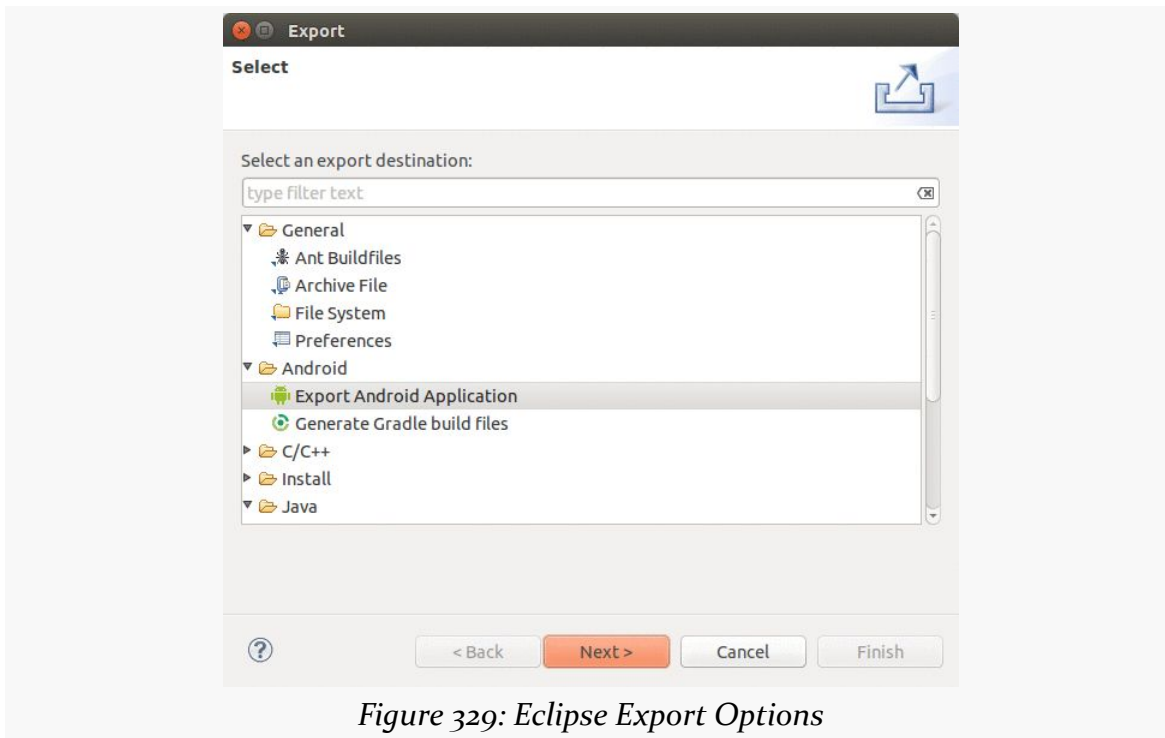 Export
Select
Select an export destination:
type filter text
General
Ant Buildfiles
Archive File
File System
Preferences
Android
Export Android Application
Generate Gradle build files
C/C++
Install
Java
?
< Back
Next >
Cancel
Finish
Figure 329: Eclipse Export Options